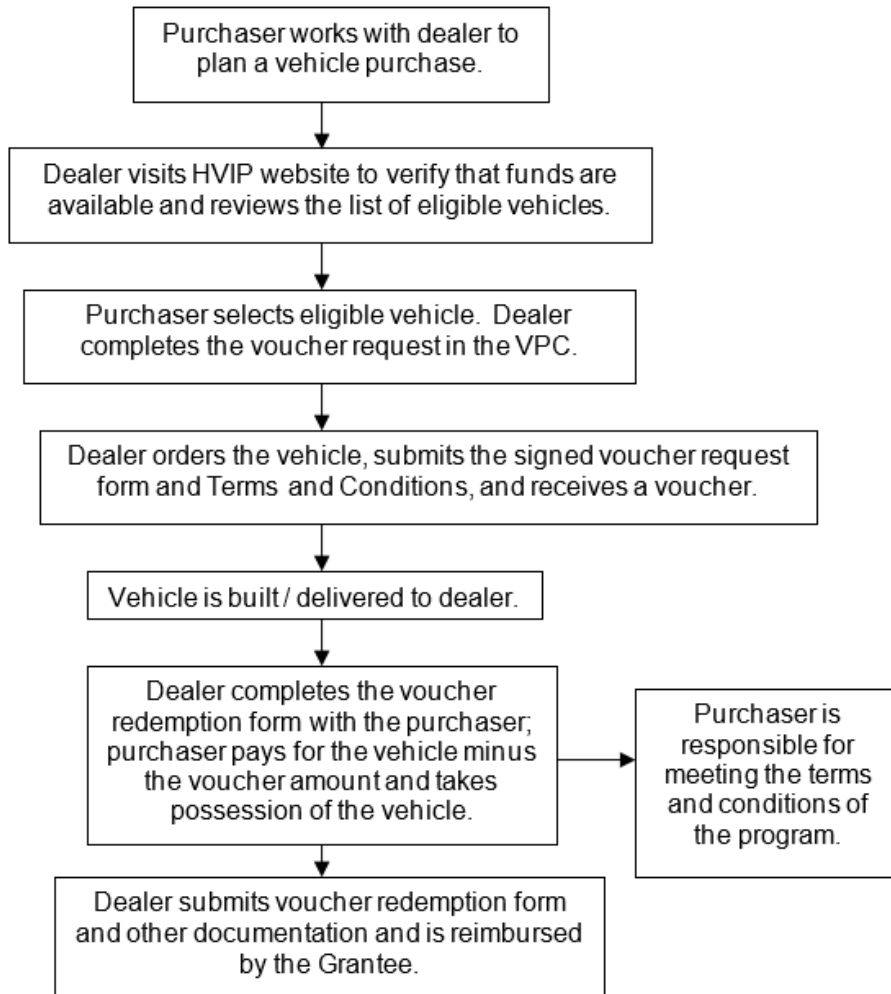 Purchaser works with dealer to
plan a vehicle purchase.
Dealer visits HVIP website to verify that funds are
available and reviews the list of eligible vehicles.
Purchaser selects eligible vehicle.  Dealer
completes the voucher request in the VPC.
Dealer orders the vehicle, submits the signed voucher request
form and Terms and Conditions, and receives a voucher.
Vehicle is built / delivered to dealer.
Dealer completes the voucher
redemption form with the purchaser;
purchaser pays for the vehicle minus
the voucher amount and takes
possession of the vehicle.
Purchaser is
responsible for
meeting the terms
and conditions of
the program.
Dealer submits voucher redemption form
and other documentation and is reimbursed
by the Grantee.